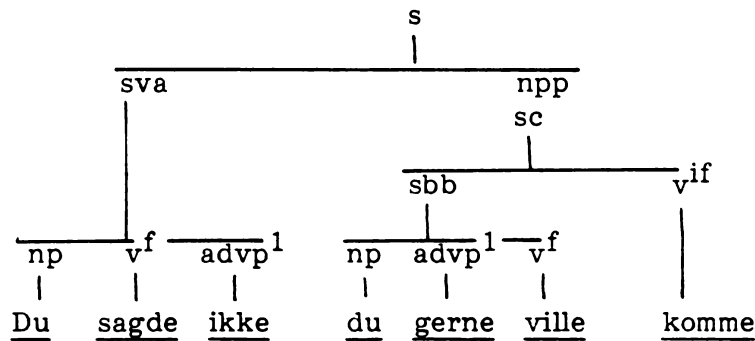 s
sva npp
sc
sbb v^if
np v^f advp^1 np advp^1 v^f
Du sagde ikke du gerne ville komme